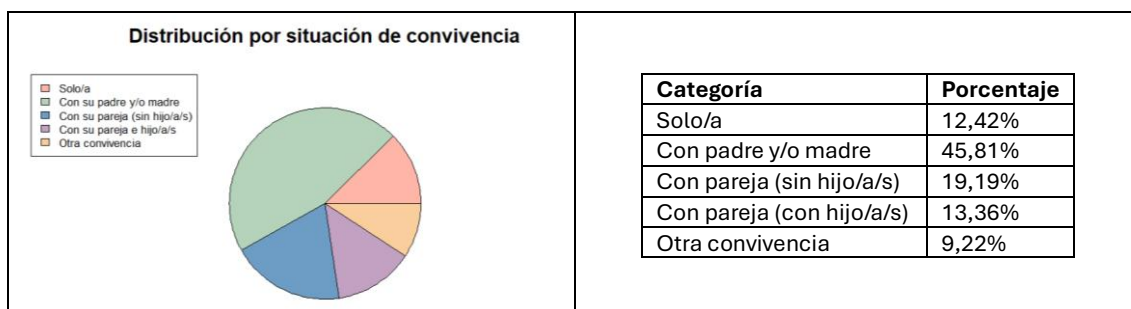 Distribución por situación de convivencia
Solo/a
Con su padre y/o madre
Con su pareja (sin hijo/a/s)
Con su pareja e hijo/a/s
Otra convivencia
Categoría Porcentaje
Solo/a 12,42%
Con padre y/o madre 45,81%
Con pareja (sin hijo/a/s) 19,19%
Con pareja (con hijo/a/s) 13,36%
Otra convivencia 9,22%